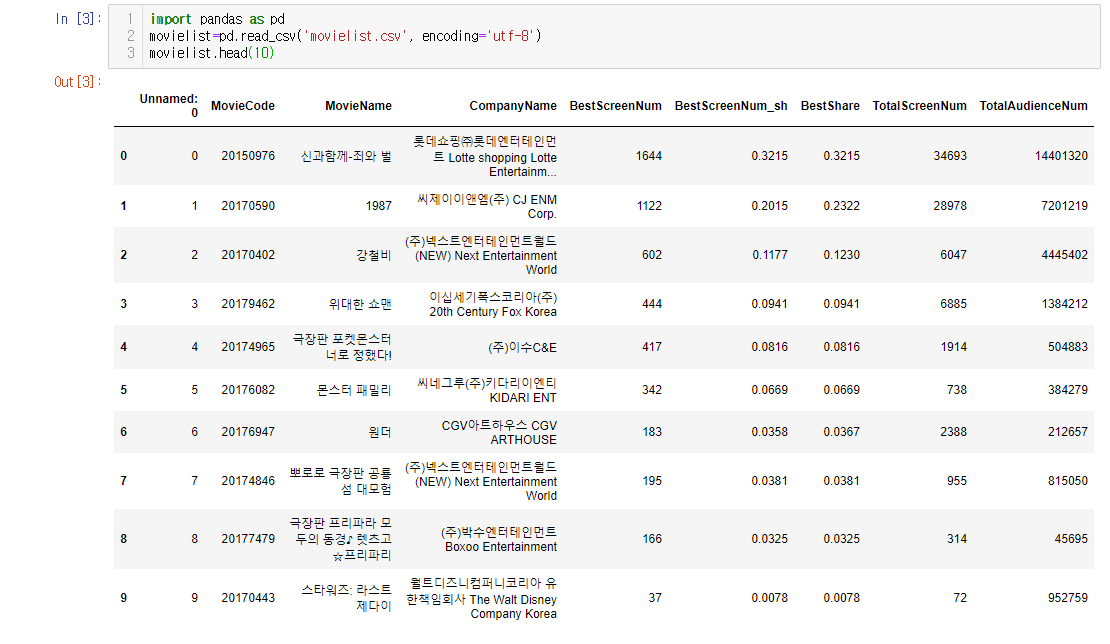 In [3]:
1 import pandas as pd
2 movielist=pd.read_csv('movielist.csv', encoding='utf-8')
3 movielist.head(10)
Out[3]:
Unnamed: 0 MovieCode MovieName CompanyName BestScreenNum BestScreenNum_sh BestShare TotalScreenNum TotalAudienceNum
0 0 20150976 신과함께-죄와 벌 롯데쇼핑㈜롯데엔터테인먼트 Lotte shopping Lotte Entertainm... 1644 0.3215 0.3215 34693 14401320
1 1 20170590 1987 씨제이이앤엠(주) CJ ENM Corp. 1122 0.2015 0.2322 28978 7201219
2 2 20170402 강철비 (주)넥스트엔터테인먼트월드(NEW) Next Entertainment World 602 0.1177 0.1230 6047 4445402
3 3 20179462 위대한 쇼맨 이십세기폭스코리아(주) 20th Century Fox Korea 444 0.0941 0.0941 6885 1384212
4 4 20174965 극장판 포켓몬스터 너로 정했다! (주)이수C&E 417 0.0816 0.0816 1914 504883
5 5 20176082 몬스터 패밀리 씨네그루(주)키다리이엔티 KIDARI ENT 342 0.0669 0.0669 738 384279
6 6 20176947 원더 CGV아트하우스 CGV ARTHOUSE 183 0.0358 0.0367 2388 212657
7 7 20174846 뽀로로 극장판 공룡섬 대모험 (주)넥스트엔터테인먼트월드(NEW) Next Entertainment World 195 0.0381 0.0381 955 815050
8 8 20177479 극장판 프리파라 모두의 동경♪ 렛츠고☆프리파리 (주)박수엔터테인먼트 Boxoo Entertainment 166 0.0325 0.0325 314 45695
9 9 20170443 스타워즈: 라스트 제다이 월트디즈니컴퍼니코리아 유한책임회사 The Walt Disney Company Korea 37 0.0078 0.0078 72 952759